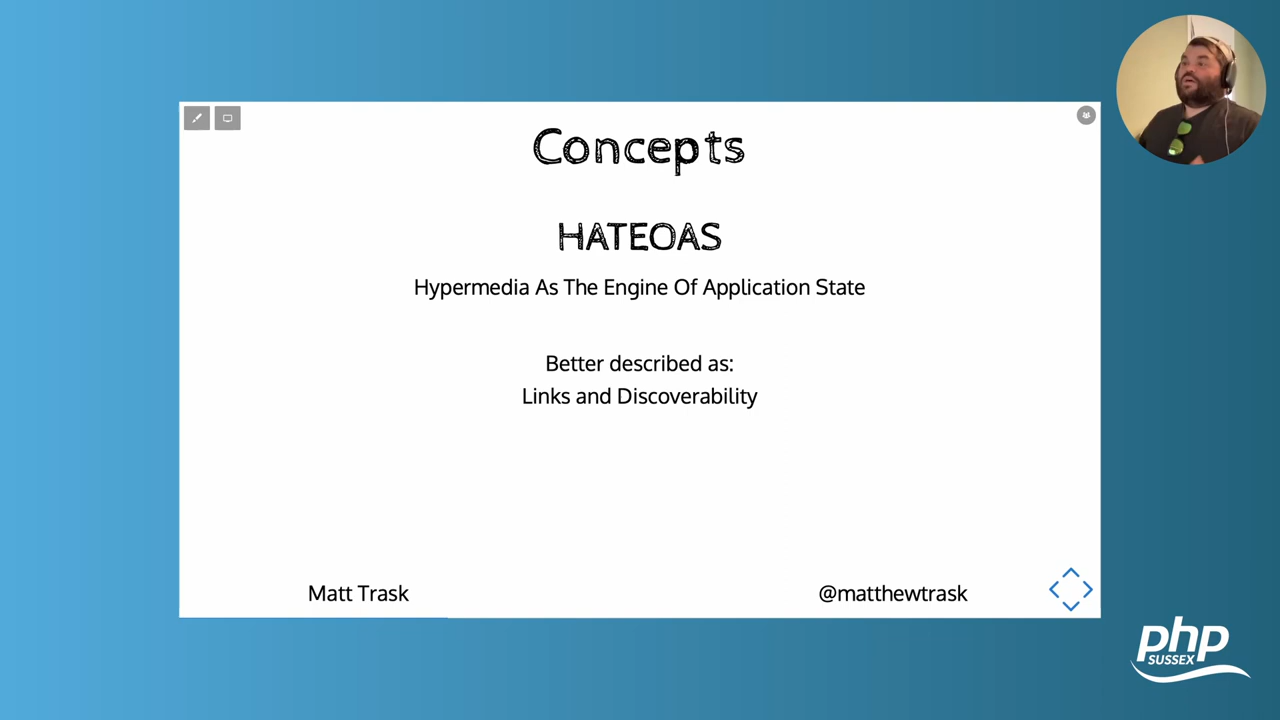 Concepts
HATEOAS
Hypermedia As The Engine Of Application State
Better described as:
Links and Discoverability
Matt Trask
@matthewtrask
php
SUSSEX